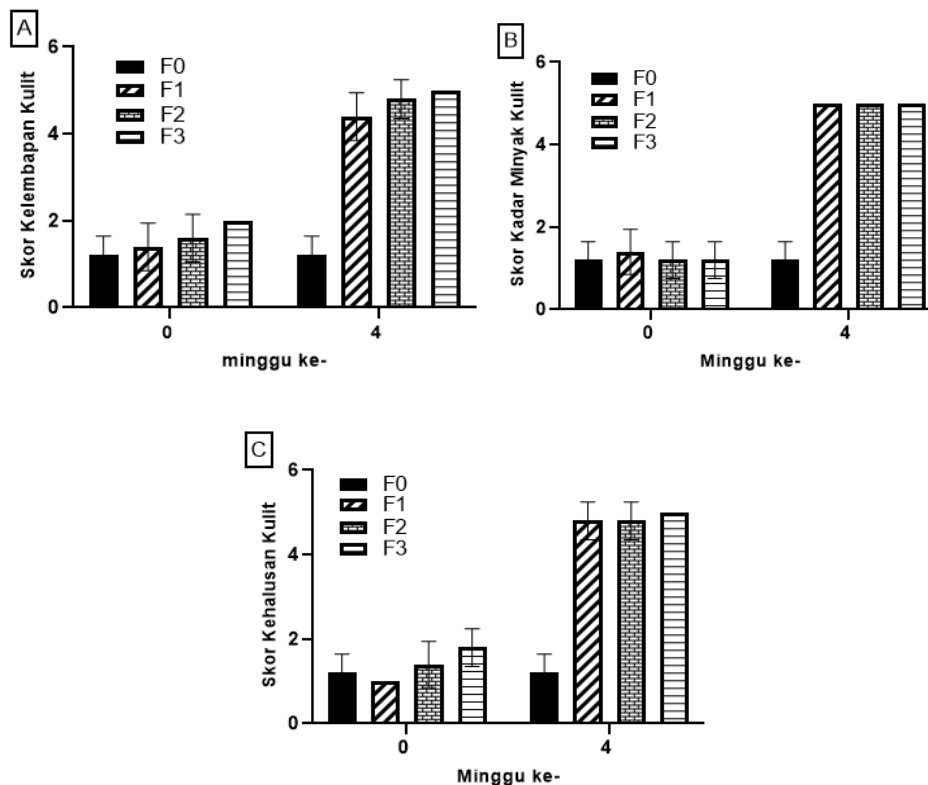 A
Skor Kelembapan Kulit
6
4
2
0
F0
F1
F2
F3
0
4
minggu ke-
B
Skor Kadar Minyak Kulit
6
4
2
0
F0
F1
F2
F3
0
4
Minggu ke-
C
Skor Kehalusan Kulit
6
4
2
0
F0
F1
F2
F3
0
4
Minggu ke-